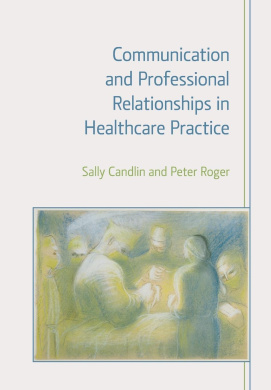 Communication
and Professional
Relationships in
Healthcare Practice
Sally Candlin and Peter Roger